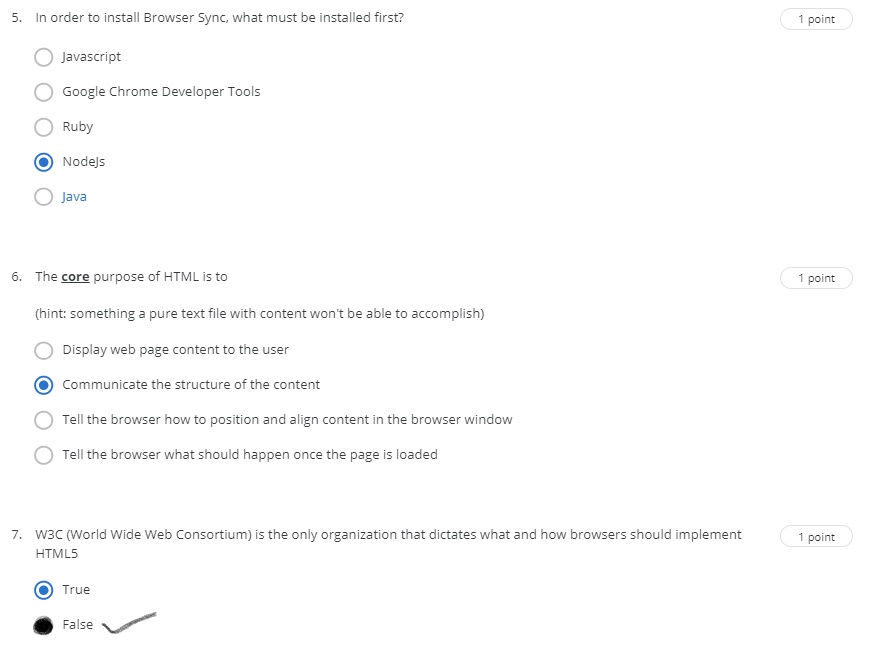 5. In order to install Browser Sync, what must be installed first?
1 point
Javascript
Google Chrome Developer Tools
Ruby
NodeJs
Java
6. The core purpose of HTML is to
1 point
(hint: something a pure text file with content won't be able to accomplish)
Display web page content to the user
Communicate the structure of the content
Tell the browser how to position and align content in the browser window
Tell the browser what should happen once the page is loaded
7. W3C (World Wide Web Consortium) is the only organization that dictates what and how browsers should implement
HTML5
1 point
True
False